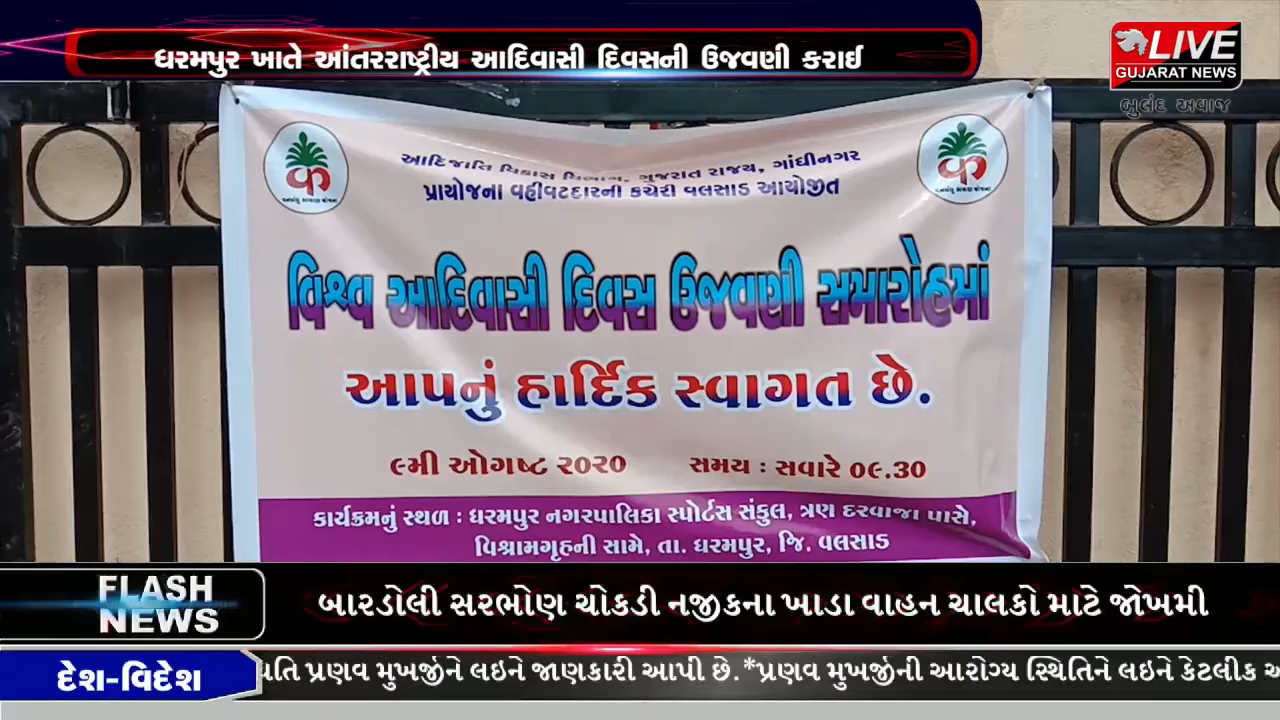 ધરમપુર ખાતે આંતરરાષ્ટ્રીય આદિવાસી દિવસની ઉજવણી કરાઈ
LIVE
GUJARAT NEWS
બુલંદ અવાજ
આદિજાતિ વિકાસ વિભાગ, ગુજરાત રાજ્ય, ગાંધીનગર
પ્રાયોજના વહીવટદારની કચેરી વલસાડ આયોજીત
ક
ક
વિશ્વ આદિવાસી દિવસ ઉજવણી સમારોહમાં
આપનું હાર્દિક સ્વાગત છે.
૯મી ઓગષ્ટ ૨૦૨૦ સમય : સવારે ૦૯.૩૦
કાર્યક્રમનું સ્થળ : ધરમપુર નગરપાલિકા સ્પોર્ટસ સંકુલ, ત્રણ દરવાજા પાસે,
વિશ્રામગૃહની સામે, તા. ધરમપુર, જિ. વલસાડ
FLASH
NEWS
બારડોલી સરભોણ ચોકડી નજીકના ખાડા વાહન ચાલકો માટે જોખમી
દેશ-વિદેશ
પ્રણવ મુખર્જીને લઇને જાણકારી આપી છે.*પ્રણવ મુખર્જીની આરોગ્ય સ્થિતિને લઇને કેટલીક